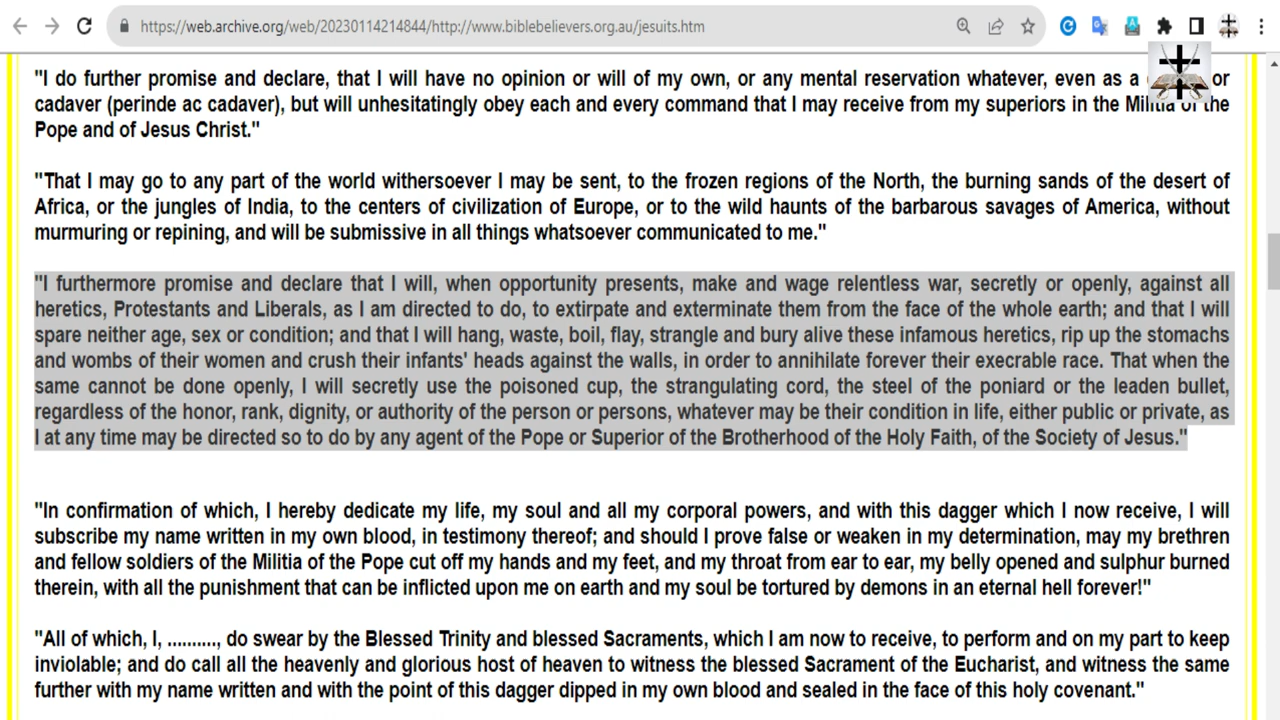 https://web.archive.org/web/20230114214844/http://www.biblebelievers.org.au/jesuits.htm
"I do further promise and declare, that I will have no opinion or will of my own, or any mental reservation whatever, even as a or
cadaver (perinde ac cadaver), but will unhesitatingly obey each and every command that I may receive from my superiors in the Militia of the
Pope and of Jesus Christ."
"That I may go to any part of the world withersoever I may be sent, to the frozen regions of the North, the burning sands of the desert of
Africa, or the jungles of India, to the centers of civilization of Europe, or to the wild haunts of the barbarous savages of America, without
murmuring or repining, and will be submissive in all things whatsoever communicated to me."
"I furthermore promise and declare that I will, when opportunity presents, make and wage relentless war, secretly or openly, against all
heretics, Protestants and Liberals, as I am directed to do, to extirpate and exterminate them from the face of the whole earth; and that I will
spare neither age, sex or condition; and that I will hang, waste, boil, flay, strangle and bury alive these infamous heretics, rip up the stomachs
and wombs of their women and crush their infants' heads against the walls, in order to annihilate forever their execrable race. That when the
same cannot be done openly, I will secretly use the poisoned cup, the strangulating cord, the steel of the poniard or the leaden bullet,
regardless of the honor, rank, dignity, or authority of the person or persons, whatever may be their condition in life, either public or private, as
I at any time may be directed so to do by any agent of the Pope or Superior of the Brotherhood of the Holy Faith, of the Society of Jesus."
"In confirmation of which, I hereby dedicate my life, my soul and all my corporal powers, and with this dagger which I now receive, I will
subscribe my name written in my own blood, in testimony thereof; and should I prove false or weaken in my determination, may my brethren
and fellow soldiers of the Militia of the Pope cut off my hands and my feet, and my throat from ear to ear, my belly opened and sulphur burned
therein, with all the punishment that can be inflicted upon me on earth and my soul be tortured by demons in an eternal hell forever!"
"All of which, I, .........., do swear by the Blessed Trinity and blessed Sacraments, which I am now to receive, to perform and on my part to keep
inviolable; and do call all the heavenly and glorious host of heaven to witness the blessed Sacrament of the Eucharist, and witness the same
further with my name written and with the point of this dagger dipped in my own blood and sealed in the face of this holy covenant."